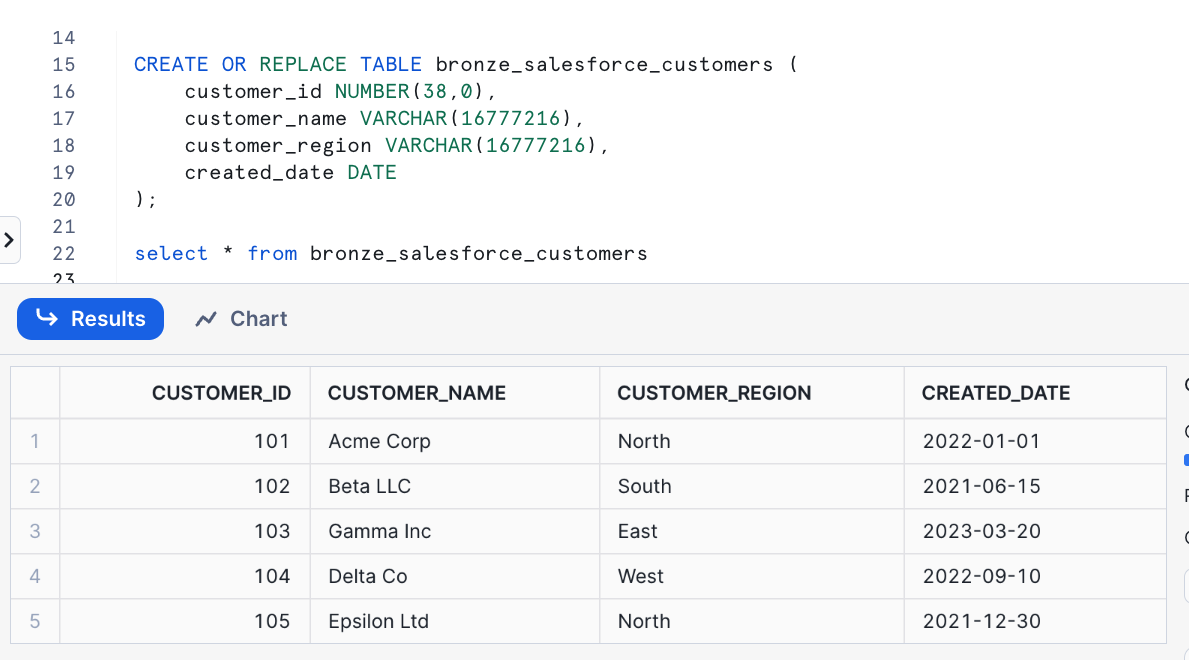 14
15 CREATE OR REPLACE TABLE bronze_salesforce_customers (
16 customer_id NUMBER(38,0),
17 customer_name VARCHAR(16777216),
18 customer_region VARCHAR(16777216),
19 created_date DATE
20 );
21
22 select * from bronze_salesforce_customers
23
Results Chart
CUSTOMER_ID CUSTOMER_NAME CUSTOMER_REGION CREATED_DATE
1 101 Acme Corp North 2022-01-01
2 102 Beta LLC South 2021-06-15
3 103 Gamma Inc East 2023-03-20
4 104 Delta Co West 2022-09-10
5 105 Epsilon Ltd North 2021-12-30